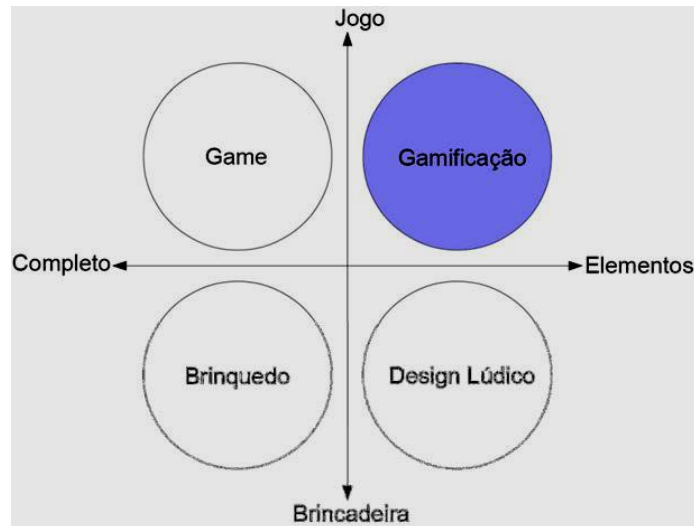 Jogo
Game
Gamificação
Completo
Elementos
Brinquedo
Design Lúdico
Brincadeira